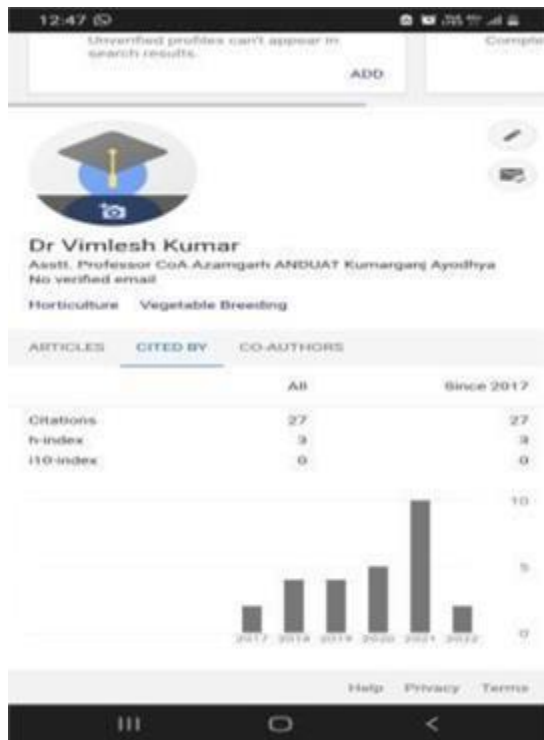 12:47
Unverified profiles can't appear in
search results.
ADD
Comple
Dr Vimlesh Kumar
Asstt. Professor CoA Azamgarh ANDUAT Kumarganj Ayodhya
No verified email
Horticulture Vegetable Breeding
ARTICLES CITED BY CO-AUTHORS
All Since 2017
Citations 27 27
h-index 3 3
i10-index 0 0
10
5
0
2017 2018 2019 2020 2021 2022
Help Privacy Terms